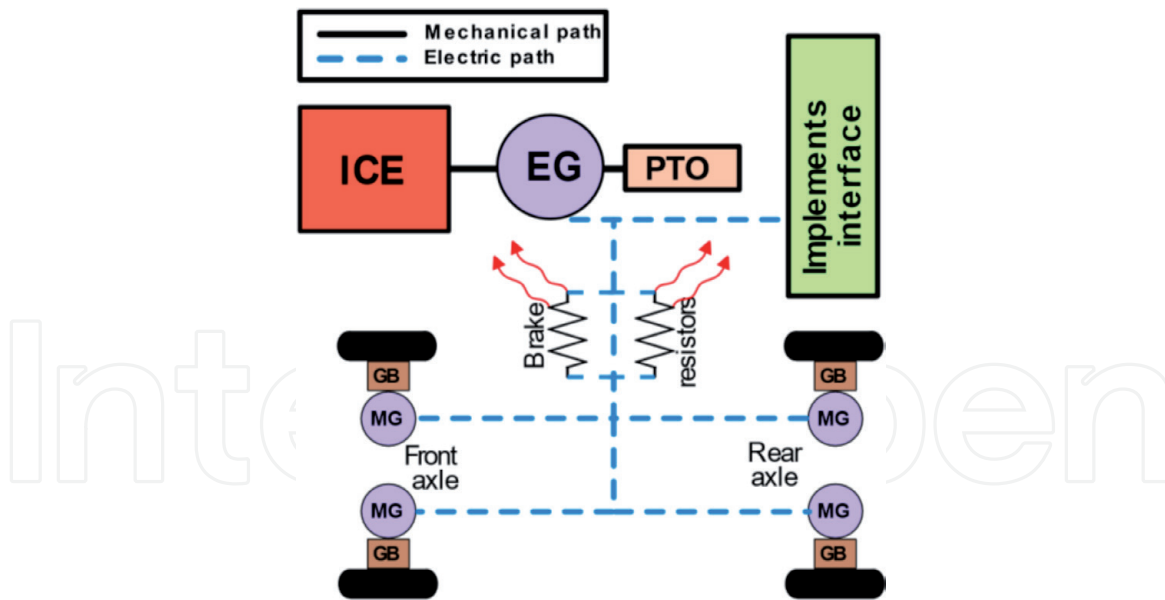 Mechanical path
Electric path
ICE
EG
PTO
Implements
interface
Brake
resistors
GB
GB
MG
MG
Front
axle
Rear
axle
MG
MG
GB
GB